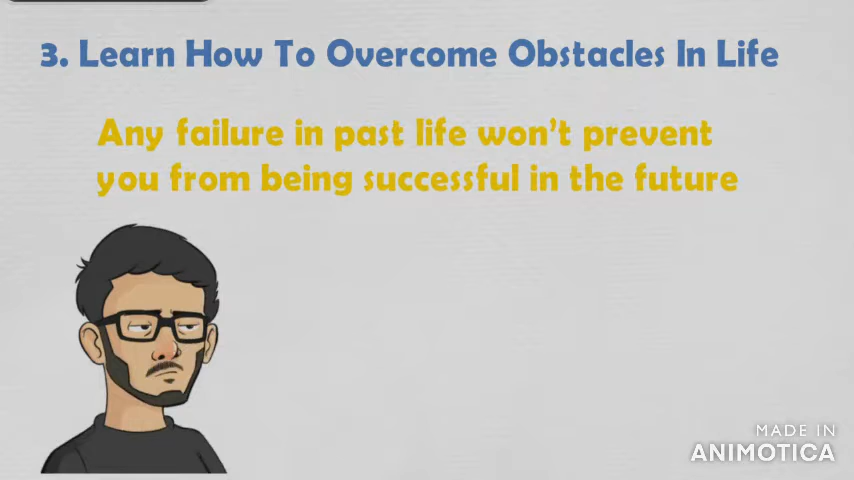 3. Learn How To Overcome Obstacles In Life
Any failure in past life won't prevent
you from being successful in the future
MADE IN
ANIMOTICA